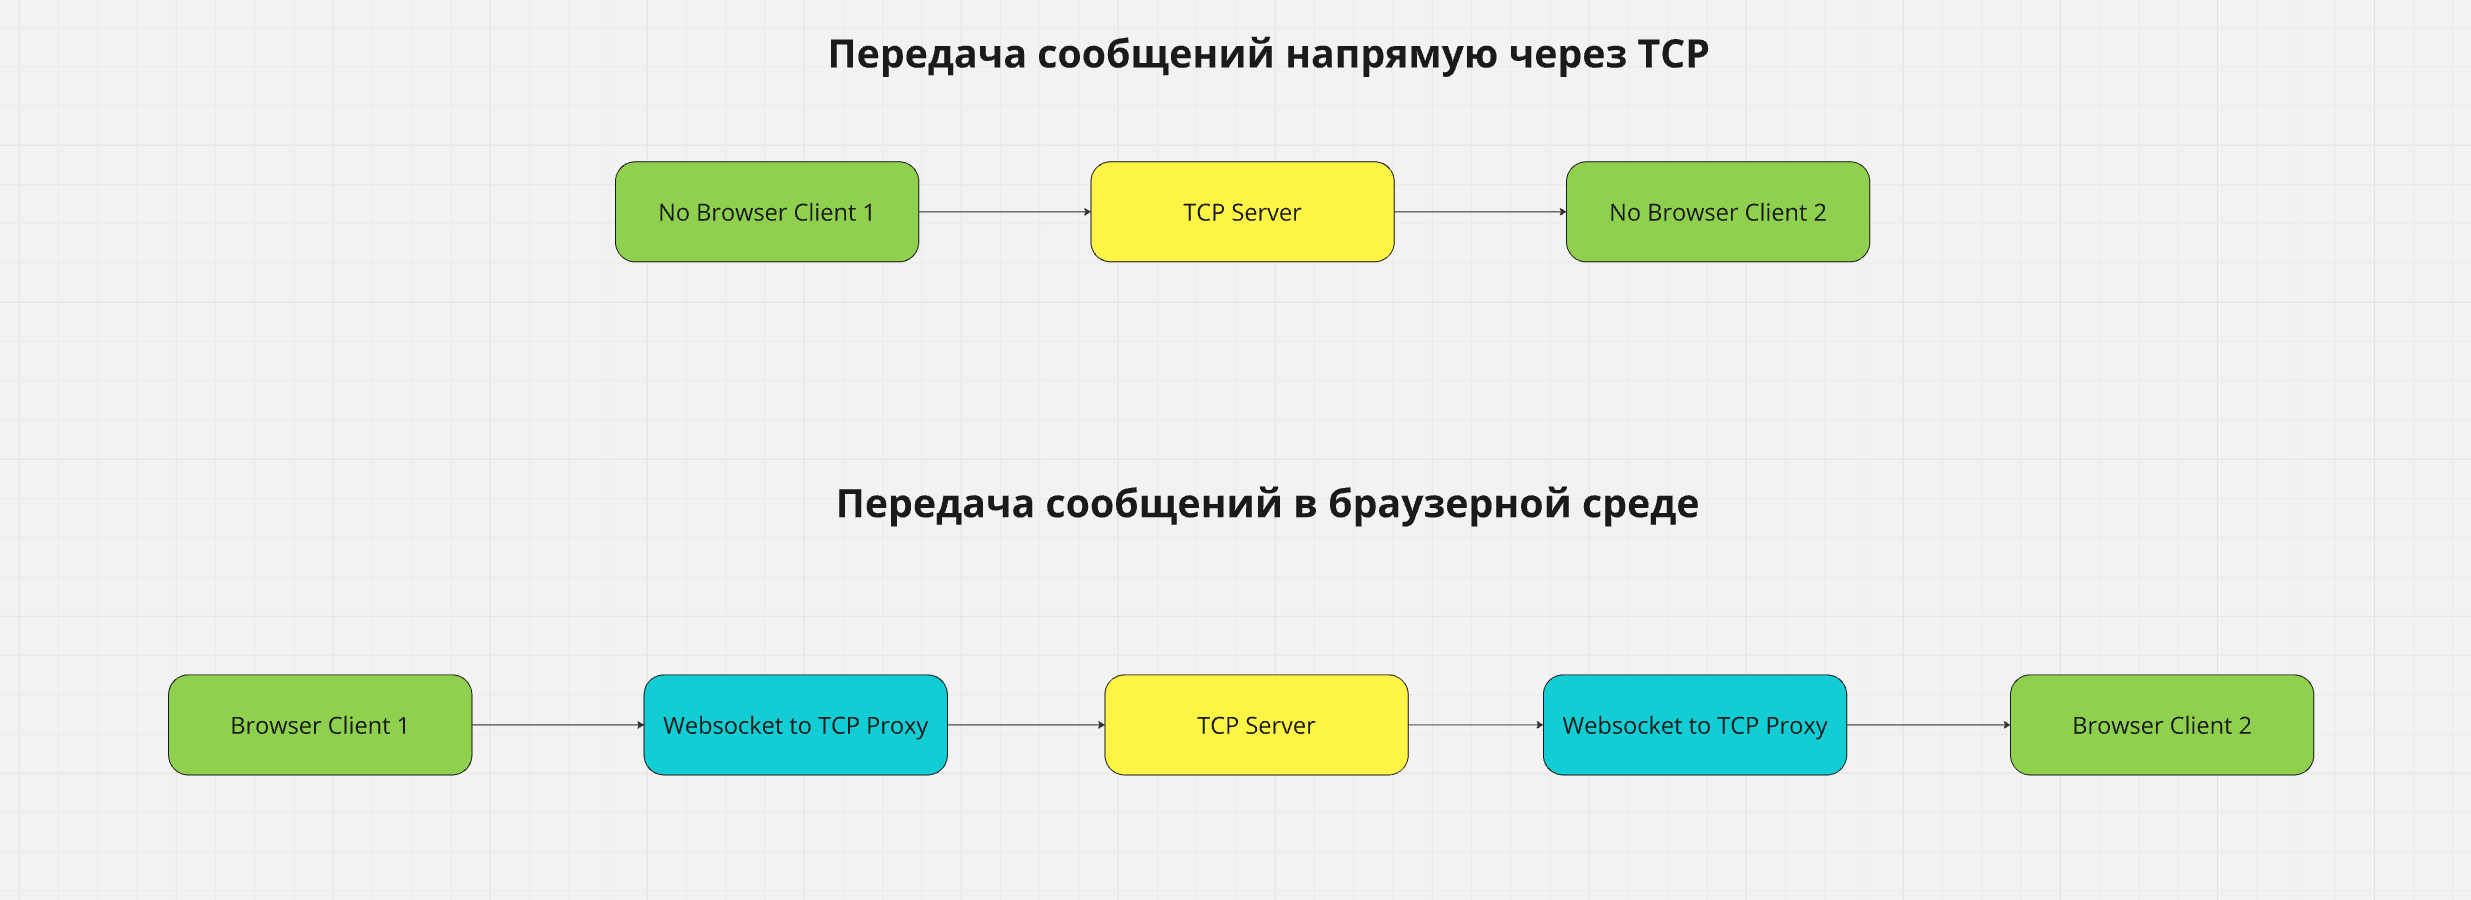 Передача сообщений напрямую через TCP
No Browser Client 1
TCP Server
No Browser Client 2
Передача сообщений в браузерной среде
Browser Client 1
Websocket to TCP Proxy
TCP Server
Websocket to TCP Proxy
Browser Client 2